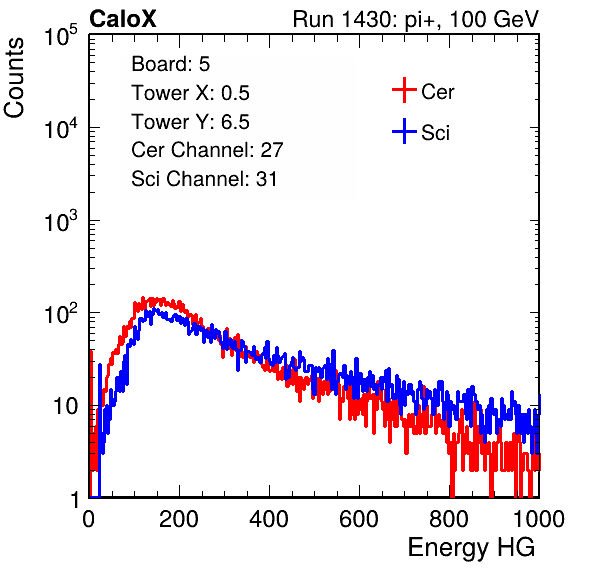 CaloX Run 1430: pi+, 100 GeV
Board: 5
Tower X: 0.5
Tower Y: 6.5
Cer Channel: 27
Sci Channel: 31
Cer
Sci
Counts
10^5
10^4
10^3
10^2
10
1
0 200 400 600 800 1000
Energy HG